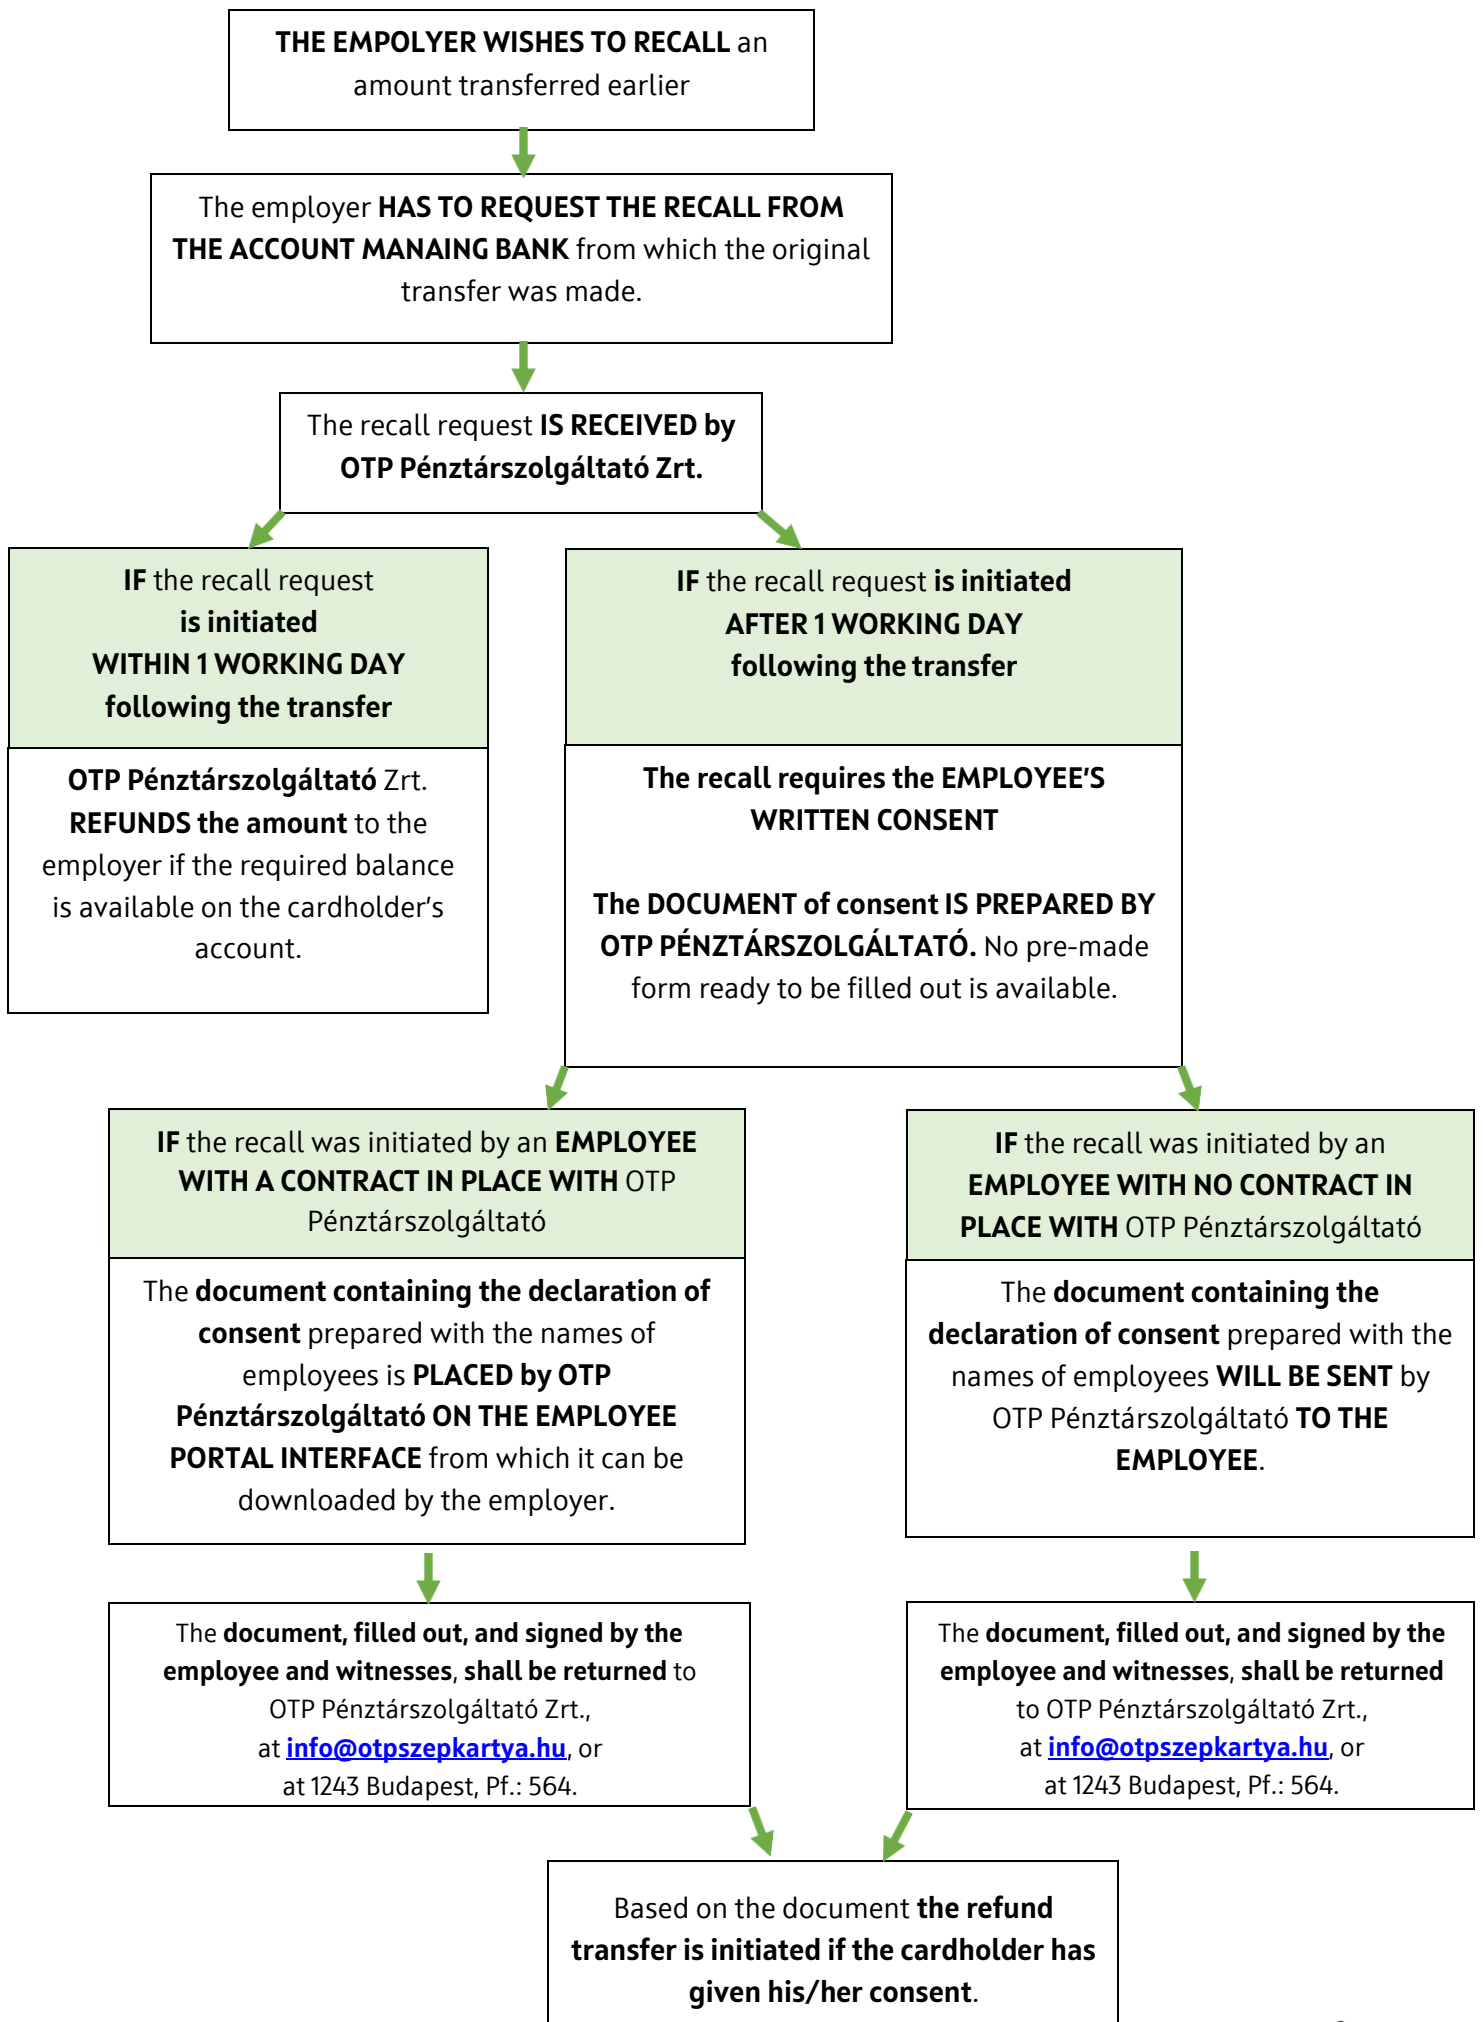 THE EMPOLYER WISHES TO RECALL an
amount transferred earlier
The employer HAS TO REQUEST THE RECALL FROM
THE ACCOUNT MANAING BANK from which the original
transfer was made.
The recall request IS RECEIVED by
OTP Pénztárszolgáltató Zrt.
IF the recall request
is initiated
WITHIN 1 WORKING DAY
following the transfer
OTP Pénztárszolgáltató Zrt.
REFUNDS the amount to the
employer if the required balance
is available on the cardholder's
account.
IF the recall request is initiated
AFTER 1 WORKING DAY
following the transfer
The recall requires the EMPLOYEE'S
WRITTEN CONSENT
The DOCUMENT of consent IS PREPARED BY
OTP PÉNZTÁRSZOLGÁLTATÓ. No pre-made
form ready to be filled out is available.
IF the recall was initiated by an EMPLOYEE
WITH A CONTRACT IN PLACE WITH OTP
Pénztárszolgáltató
The document containing the declaration of
consent prepared with the names of
employees is PLACED by OTP
Pénztárszolgáltató ON THE EMPLOYEE
PORTAL INTERFACE from which it can be
downloaded by the employer.
The document, filled out, and signed by the
employee and witnesses, shall be returned to
OTP Pénztárszolgáltató Zrt.,
at info@otpszepkartya.hu, or
at 1243 Budapest, Pf.: 564.
IF the recall was initiated by an
EMPLOYEE WITH NO CONTRACT IN
PLACE WITH OTP Pénztárszolgáltató
The document containing the
declaration of consent prepared with the
names of employees WILL BE SENT by
OTP Pénztárszolgáltató TO THE
EMPLOYEE.
The document, filled out, and signed by the
employee and witnesses, shall be returned
to OTP Pénztárszolgáltató Zrt.,
at info@otpszepkartya.hu, or
at 1243 Budapest, Pf.: 564.
Based on the document the refund
transfer is initiated if the cardholder has
given his/her consent.